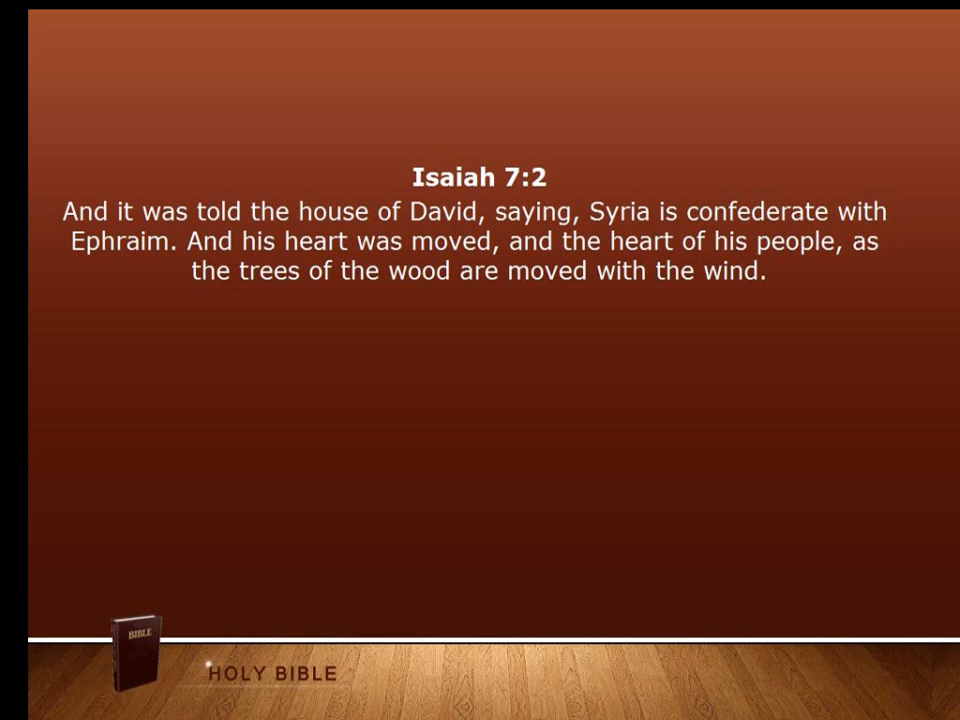 Isaiah 7:2
And it was told the house of David, saying, Syria is confederate with
Ephraim. And his heart was moved, and the heart of his people, as
the trees of the wood are moved with the wind.
BIBLE
HOLY BIBLE